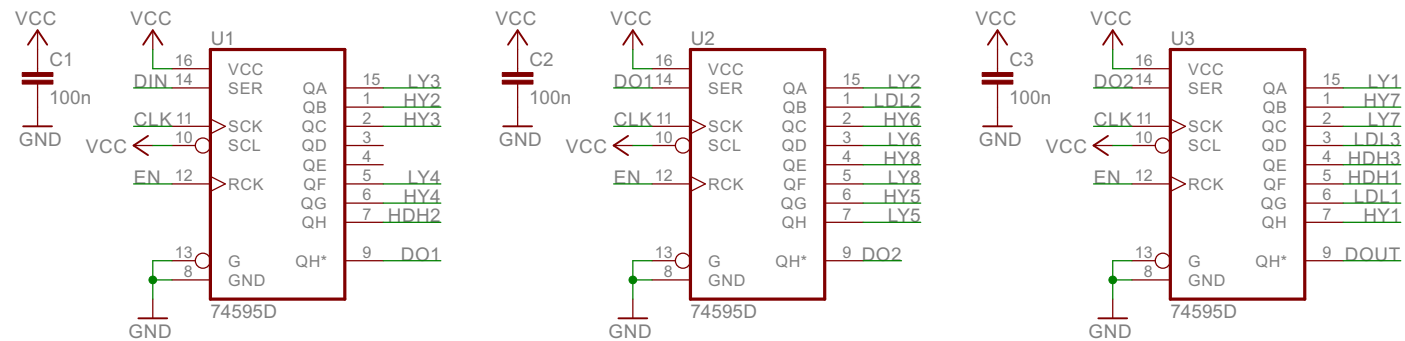 VCC
C1
100n
GND
VCC
U1
16 VCC
DIN 14 SER
CLK 11 SCK
VCC 10 SCL
EN 12 RCK
13 G
8 GND
QA 15 LY3
QB 1 HY2
QC 2 HY3
QD 3
QE 4
QF 5 LY4
QG 6 HY4
QH 7 HDH2
QH* 9 DO1
74595D
GND
VCC
C2
100n
GND
VCC
U2
16 VCC
DO1 14 SER
CLK 11 SCK
VCC 10 SCL
EN 12 RCK
13 G
8 GND
QA 15 LY2
QB 1 LDL2
QC 2 HY6
QD 3 LY6
QE 4 HY8
QF 5 LY8
QG 6 HY5
QH 7 LY5
QH* 9 DO2
74595D
GND
VCC
C3
100n
GND
VCC
U3
16 VCC
DO2 14 SER
CLK 11 SCK
VCC 10 SCL
EN 12 RCK
13 G
8 GND
QA 15 LY1
QB 1 HY7
QC 2 LY7
QD 3 LDL3
QE 4 HDH3
QF 5 HDH1
QG 6 LDL1
QH 7 HY1
QH* 9 DOUT
74595D
GND